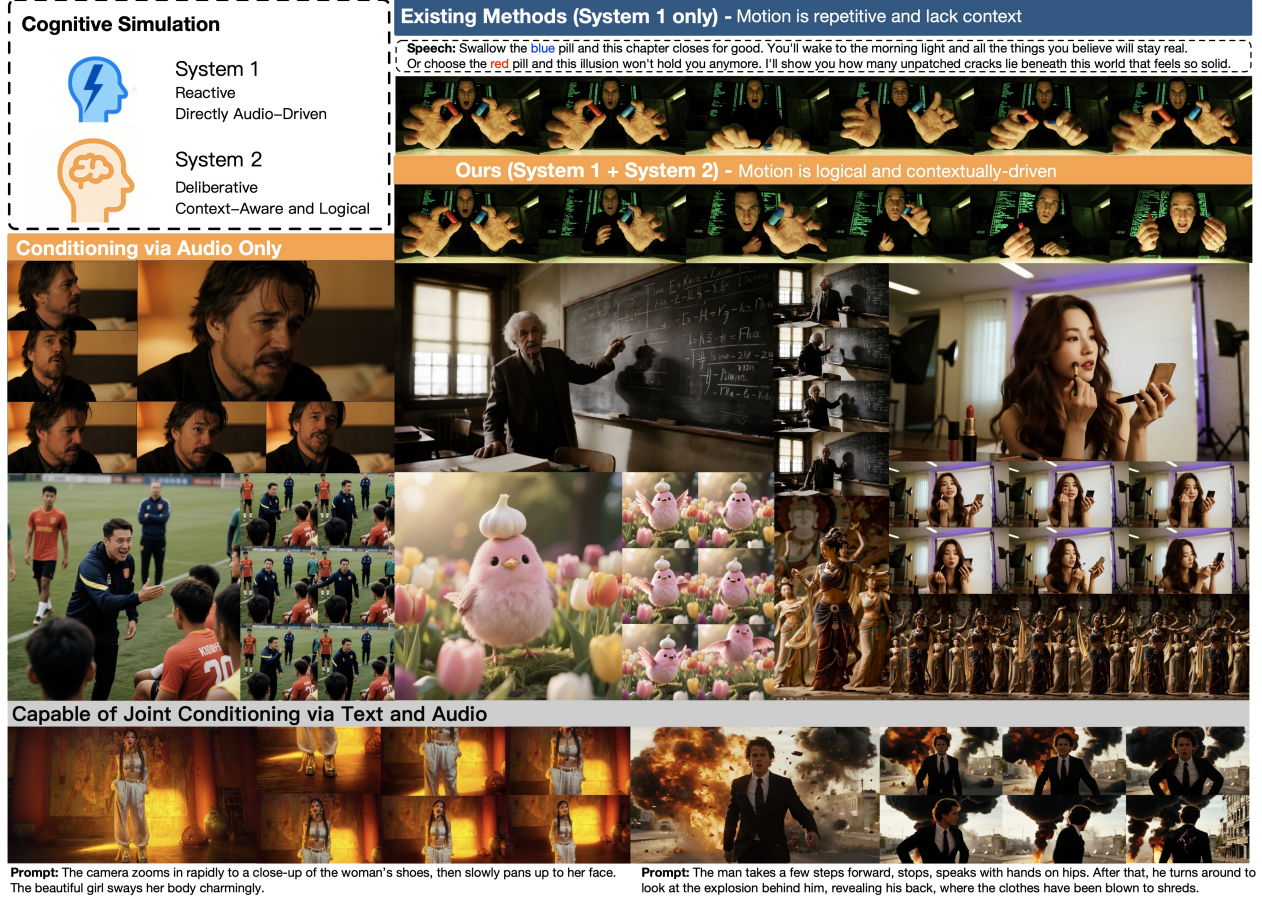 Cognitive Simulation
System 1
Reactive
Directly Audio–Driven
System 2
Deliberative
Context–Aware and Logical
Existing Methods (System 1 only) - Motion is repetitive and lack context
Speech: Swallow the blue pill and this chapter closes for good. You'll wake to the morning light and all the things you believe will stay real.
Or choose the red pill and this illusion won't hold you anymore. I'll show you how many unpatched cracks lie beneath this world that feels so solid.
Ours (System 1 + System 2) - Motion is logical and contextually-driven
Conditioning via Audio Only
Capable of Joint Conditioning via Text and Audio
Prompt: The camera zooms in rapidly to a close-up of the woman's shoes, then slowly pans up to her face.
The beautiful girl sways her body charmingly.
Prompt: The man takes a few steps forward, stops, speaks with hands on hips. After that, he turns around to
look at the explosion behind him, revealing his back, where the clothes have been blown to shreds.